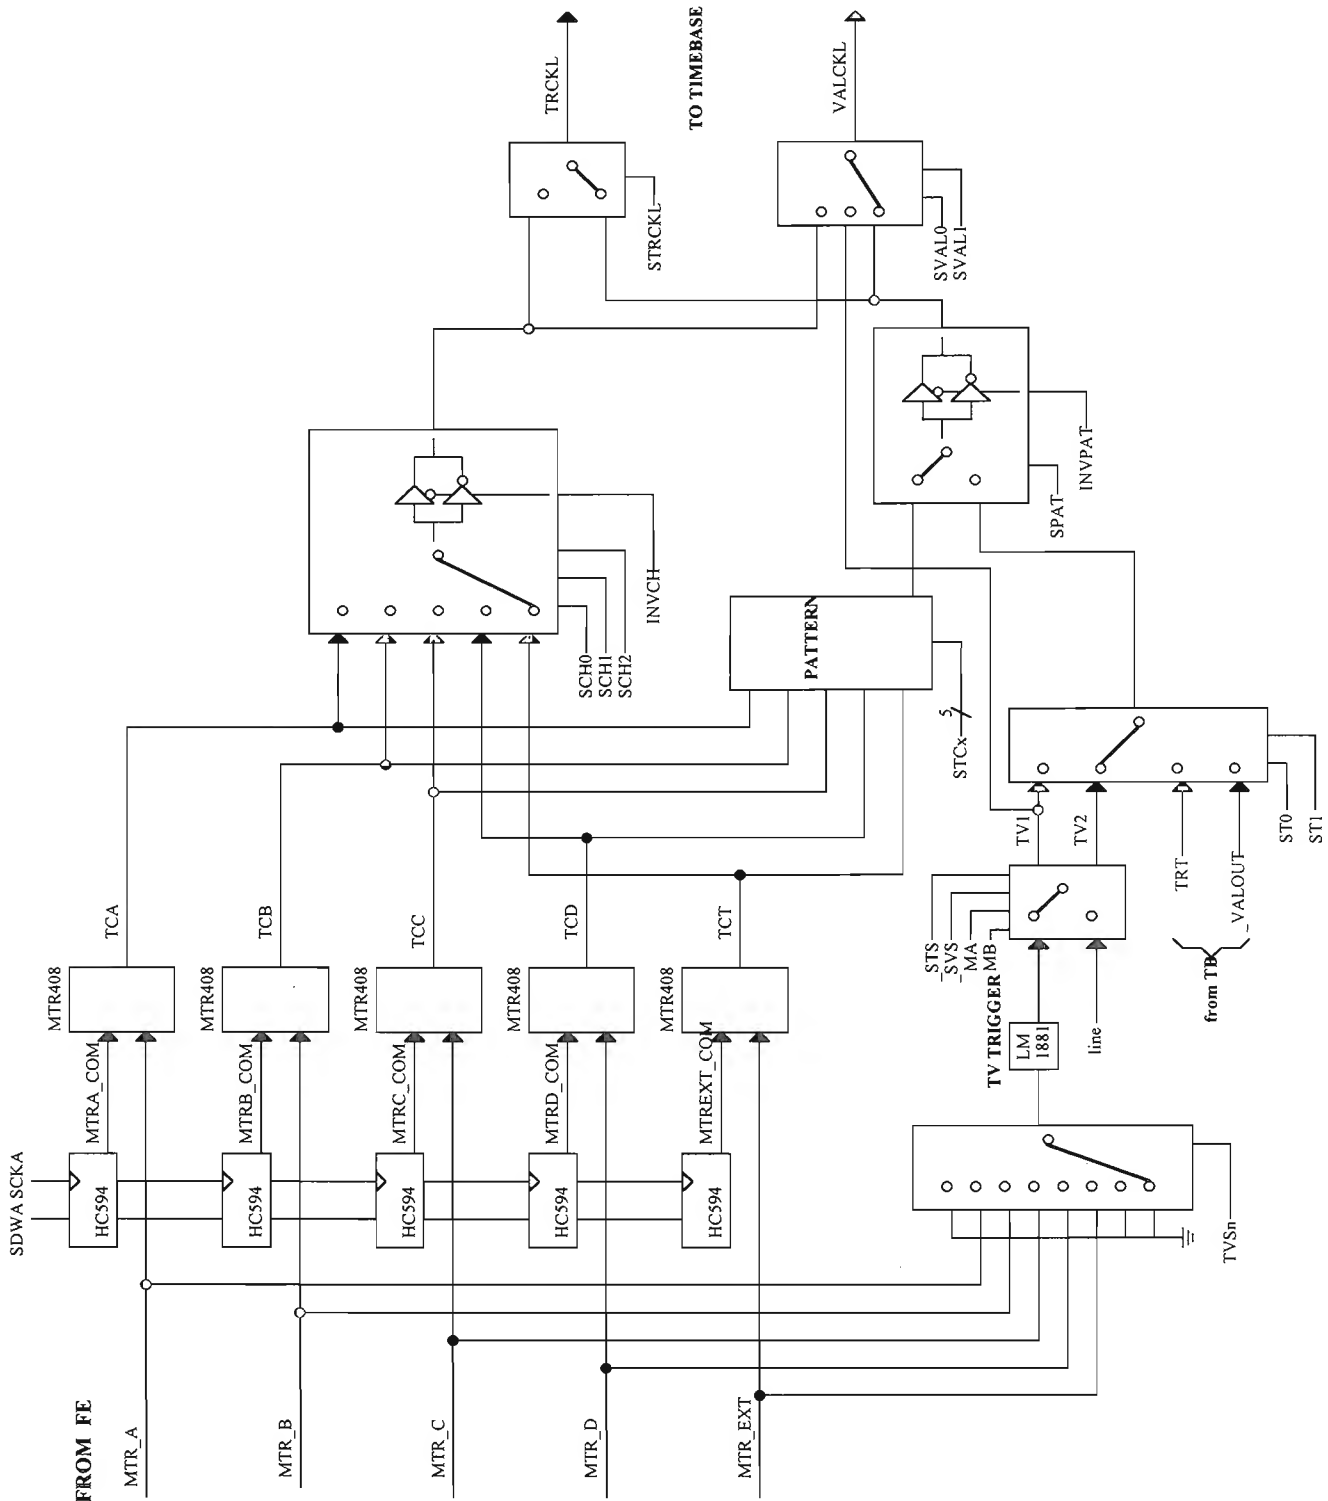 FROM FE
MTR_A
MTR_B
MTR_C
MTR_D
MTR_EXT
SDWA SCKA
HC594
HC594
HC594
HC594
HC594
MTRA_COM
MTRB_COM
MTRC_COM
MTRD_COM
MTREXT_COM
MTR408
MTR408
MTR408
MTR408
MTR408
TCA
TCB
TCC
TCD
TCT
TVSn
TV TRIGGER
LM
1881
line
_STS
_SVS
MA
MB
TV1
TV2
TRT
_VALOUT
from TB
ST0
ST1
STCx
5
PATTERN
SCH0
SCH1
SCH2
INVCH
SPAT
INVPAT
STRCKL
SVAL0
SVAL1
TRCKL
VALCKL
TO TIMEBASE